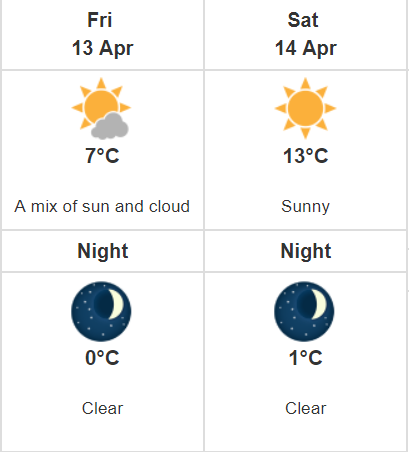 Fri
13 Apr
7°C
A mix of sun and cloud
Night
0°C
Clear
Sat
14 Apr
13°C
Sunny
Night
1°C
Clear